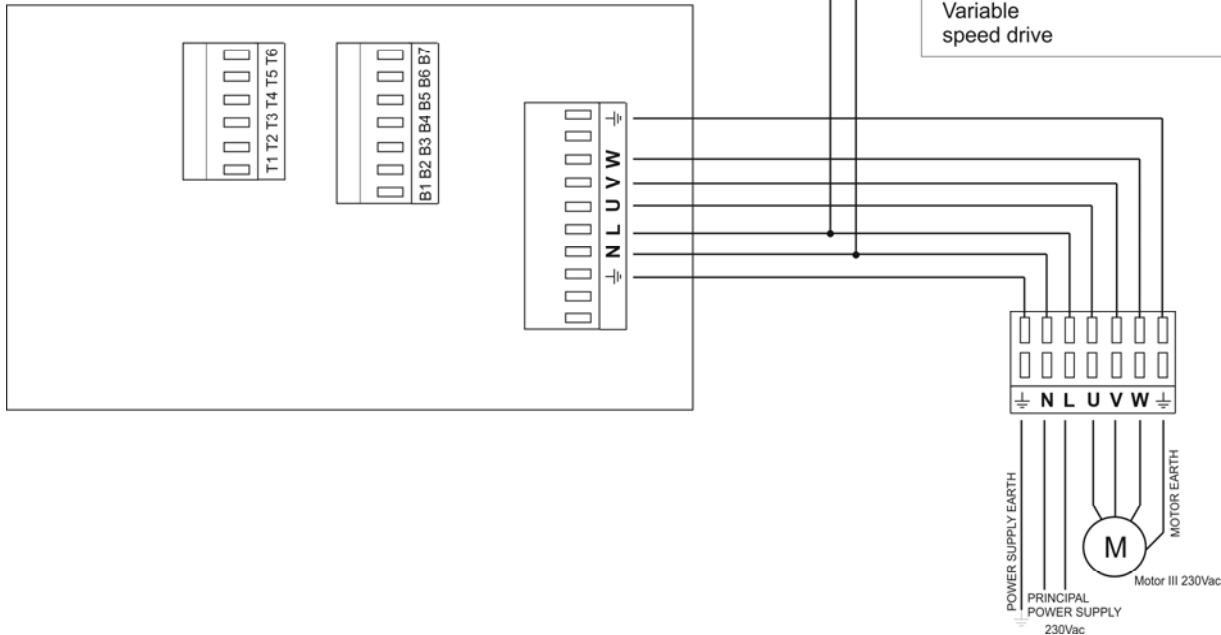 Variable
speed drive
T1 T2 T3 T4 T5 T6
B1 B2 B3 B4 B5 B6 B7
N L U V W
N L U V W
POWER SUPPLY EARTH
MOTOR EARTH
M
Motor III 230Vac
PRINCIPAL
POWER SUPPLY
230Vac